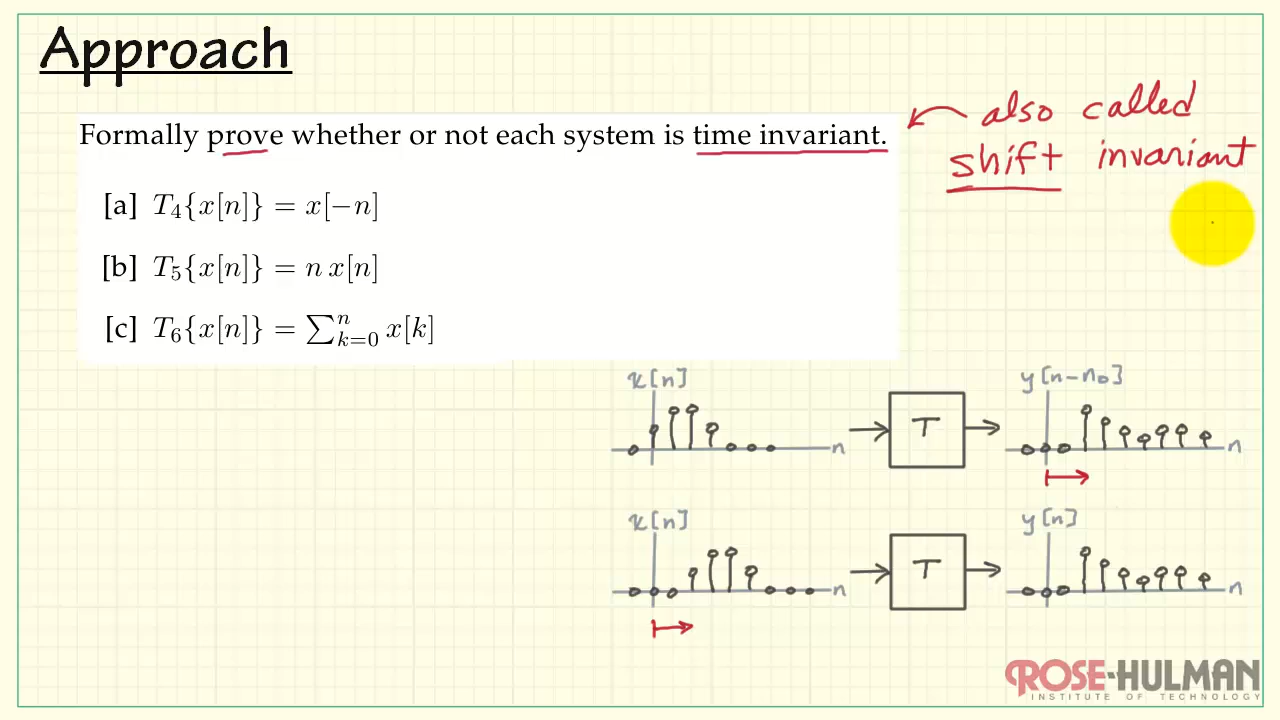 Approach
Formally prove whether or not each system is time invariant.
also called
shift invariant
[a] T₄{x[n]} = x[−n]
[b] T₅{x[n]} = n x[n]
[c] T₆{x[n]} = ∑ⁿₖ₌₀ x[k]
x[n]
n
T
y[n-n₀]
n
x[n]
n
T
y[n]
n
ROSE-HULMAN
INSTITUTE OF TECHNOLOGY